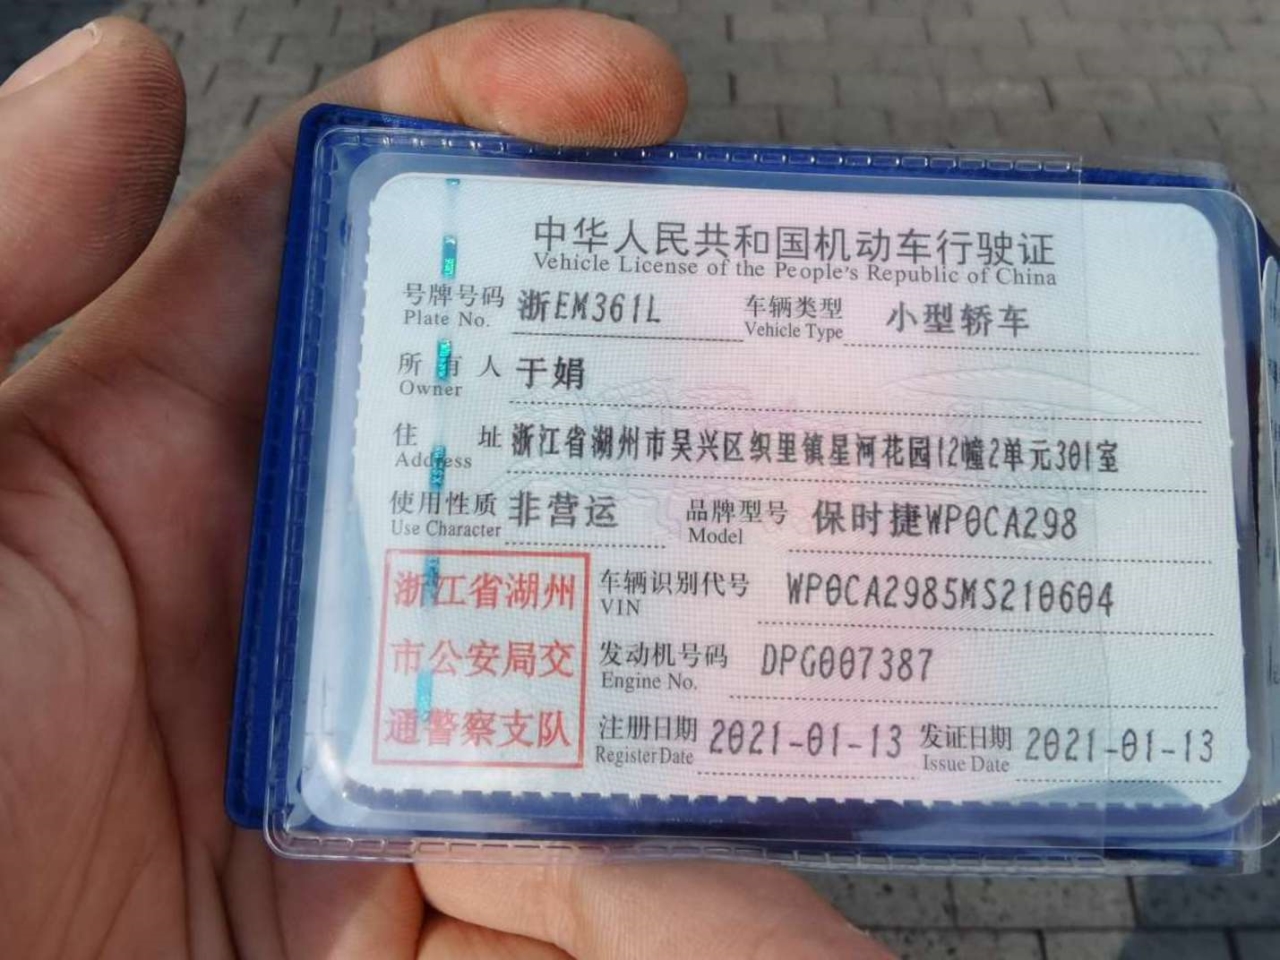 中华人民共和国机动车行驶证
Vehicle License of the People's Republic of China
号牌号码 浙EM361L 车辆类型 小型轿车
Plate No. Vehicle Type
所有人 于娟
Owner
住址 浙江省湖州市吴兴区织里镇星河花园12幢2单元301室
Address
使用性质 非营运 品牌型号 保时捷WP0CA298
Use Character Model
浙江省湖州
市公安局交
通警察支队
车辆识别代号 WP0CA2985MS210604
VIN
发动机号码 DPG007387
Engine No.
注册日期 2021-01-13 发证日期 2021-01-13
Register Date Issue Date